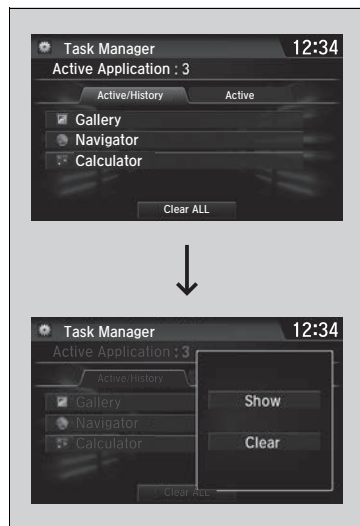 Task Manager 12:34
Active Application : 3
Active/History Active
Gallery
Navigator
Calculator
Clear ALL
Task Manager 12:34
Active Application : 3
Active/History
Gallery Show
Navigator
Calculator Clear
Clear ALL